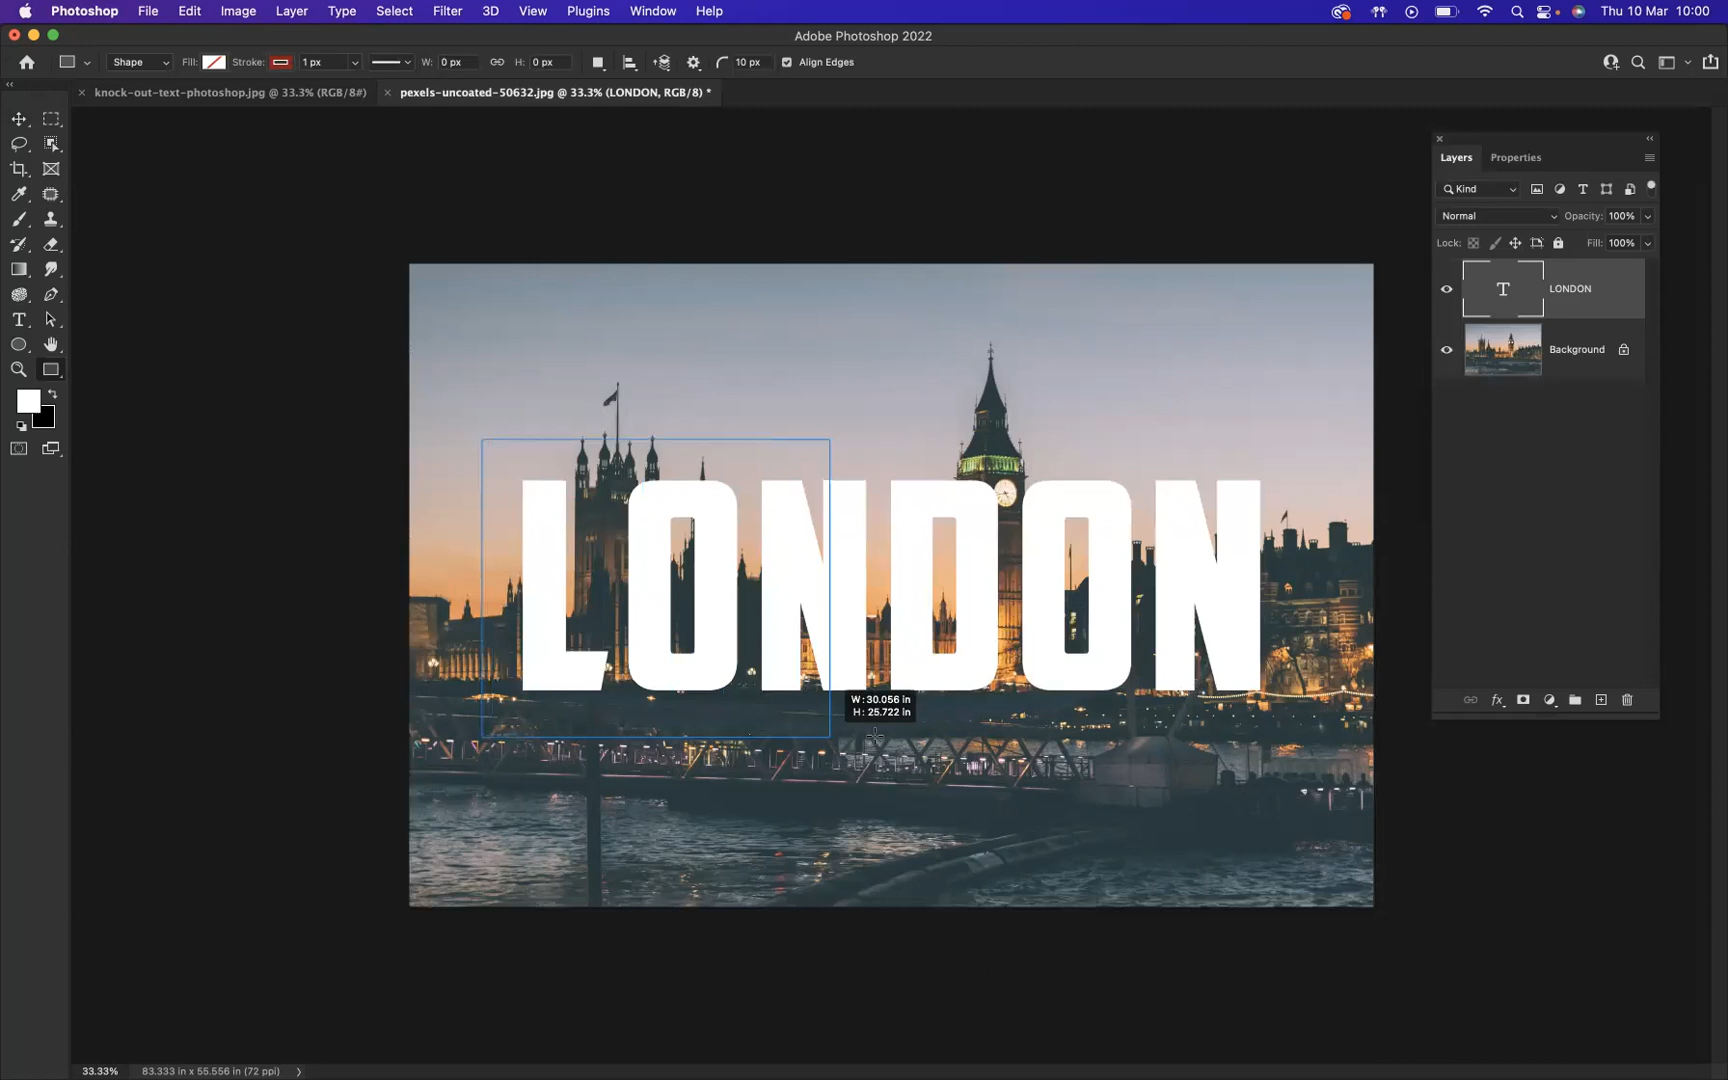 Photoshop File Edit Image Layer Type Select Filter 3D View Plugins Window Help Thu 10 Mar 10:00
Adobe Photoshop 2022
Shape Fill: Stroke: 1 px W: 0 px H: 0 px 10 px Align Edges
knock-out-text-photoshop.jpg @ 33.3% (RGB/8#)
pexels-uncoated-50632.jpg @ 33.3% (LONDON, RGB/8) *
Layers Properties
Kind
Normal Opacity: 100%
Lock: Fill: 100%
T LONDON
Background
LONDON
W: 30.056 in
H: 25.722 in
fx
33.33% 83.333 in x 55.556 in (72 ppi)